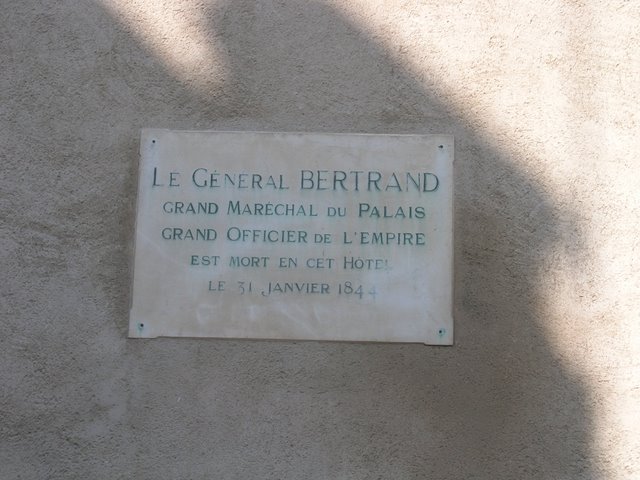 Le Général BERTRAND
GRAND MARÉCHAL DU PALAIS
GRAND OFFICIER DE L'EMPIRE
EST MORT EN CET HÔTEL
LE 31 JANVIER 1844